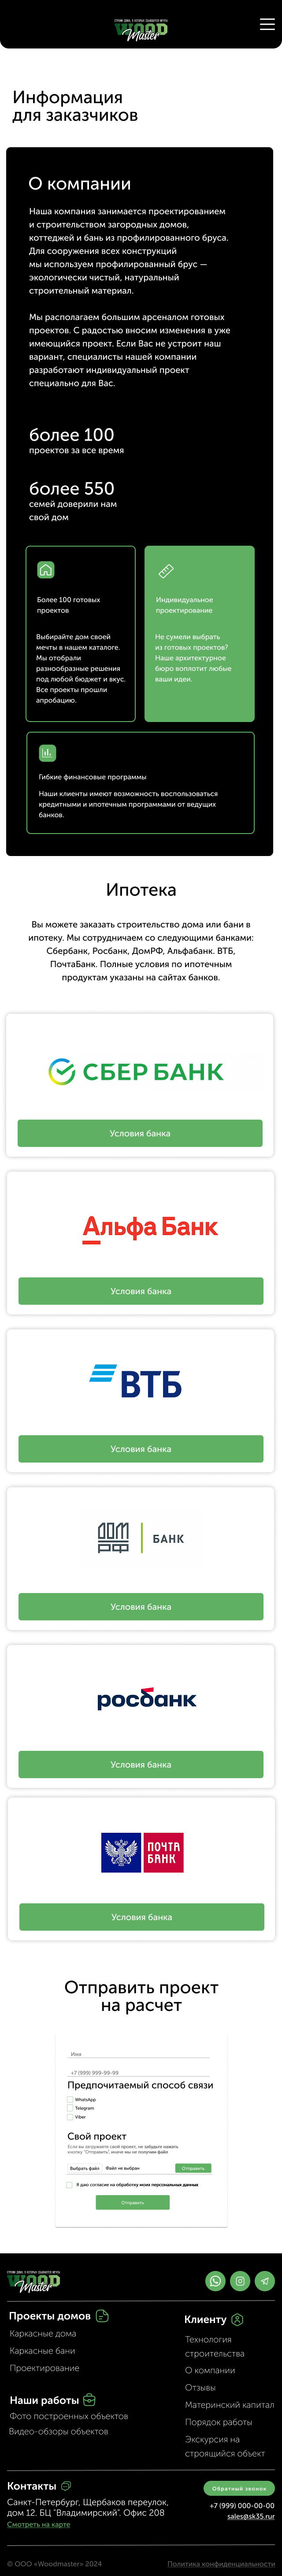 WOOD
Master
Информация
для заказчиков
О компании
Наша компания занимается проектированием
и строительством загородных домов,
коттеджей и бань из профилированного бруса.
Для сооружения всех конструкций
мы используем профилированный брус —
экологически чистый, натуральный
строительный материал.
Мы располагаем большим арсеналом готовых
проектов. С радостью вносим изменения в уже
имеющийся проект. Если Вас не устроит наш
вариант, специалисты нашей компании
разработают индивидуальный проект
специально для Вас.
более 100
проектов за все время
более 550
семей доверили нам
свой дом
Более 100 готовых
проектов
Выбирайте дом своей
мечты в нашем каталоге.
Мы отобрали
разнообразные решения
под любой бюджет и вкус.
Все проекты прошли
апробацию.
Индивидуальное
проектирование
Не сумели выбрать
из готовых проектов?
Наше архитектурное
бюро воплотит любые
ваши идеи.
Гибкие финансовые программы
Наши клиенты имеют возможность воспользоваться
кредитными и ипотечным программами от ведущих
банков.
Ипотека
Вы можете заказать строительство дома или бани в
ипотеку. Мы сотрудничаем со следующими банками:
Сбербанк, Росбанк, ДомРФ, Альфабанк. ВТБ,
ПочтаБанк. Полные условия по ипотечным
продуктам указаны на сайтах банков.
СБЕР БАНК
Условия банка
Альфа Банк
Условия банка
ВТБ
Условия банка
ДОМ
РФ
БАНК
Условия банка
росбанк
Условия банка
ПОЧТА
БАНК
Условия банка
Отправить проект
на расчет
Имя
+7 (999) 999-99-99
Предпочитаемый способ связи
WhatsApp
Telegram
Viber
Свой проект
Если вы загружаете свой проект, не забудьте нажать
кнопку "Отправить", иначе мы не получим файл
Выбрать файл
Файл не выбран
Отправить
Я даю согласие на обработку моих персональных данных
Отправить
WOOD
Master
Проекты домов
Каркасные дома
Каркасные бани
Проектирование
Наши работы
Фото построенных объектов
Видео-обзоры объектов
Клиенту
Технология
строительства
О компании
Отзывы
Материнский капитал
Порядок работы
Экскурсия на
строящийся объект
Контакты
Санкт-Петербург, Щербаков переулок,
дом 12. БЦ "Владимирский". Офис 208
Смотреть на карте
Обратный звонок
+7 (999) 000-00-00
sales@sk35.rur
© ООО «Woodmaster» 2024
Политика конфиденциальности